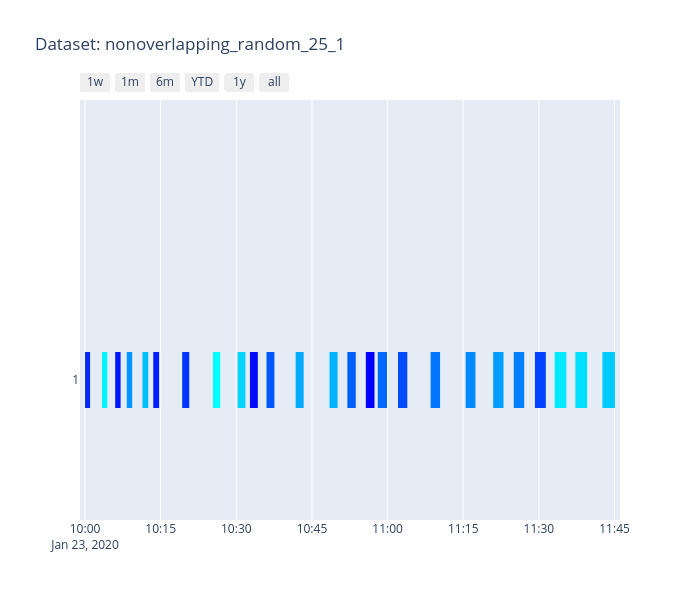 Dataset: nonoverlapping_random_25_1
1w 1m 6m YTD 1y all
1
10:00 10:15 10:30 10:45 11:00 11:15 11:30 11:45
Jan 23, 2020